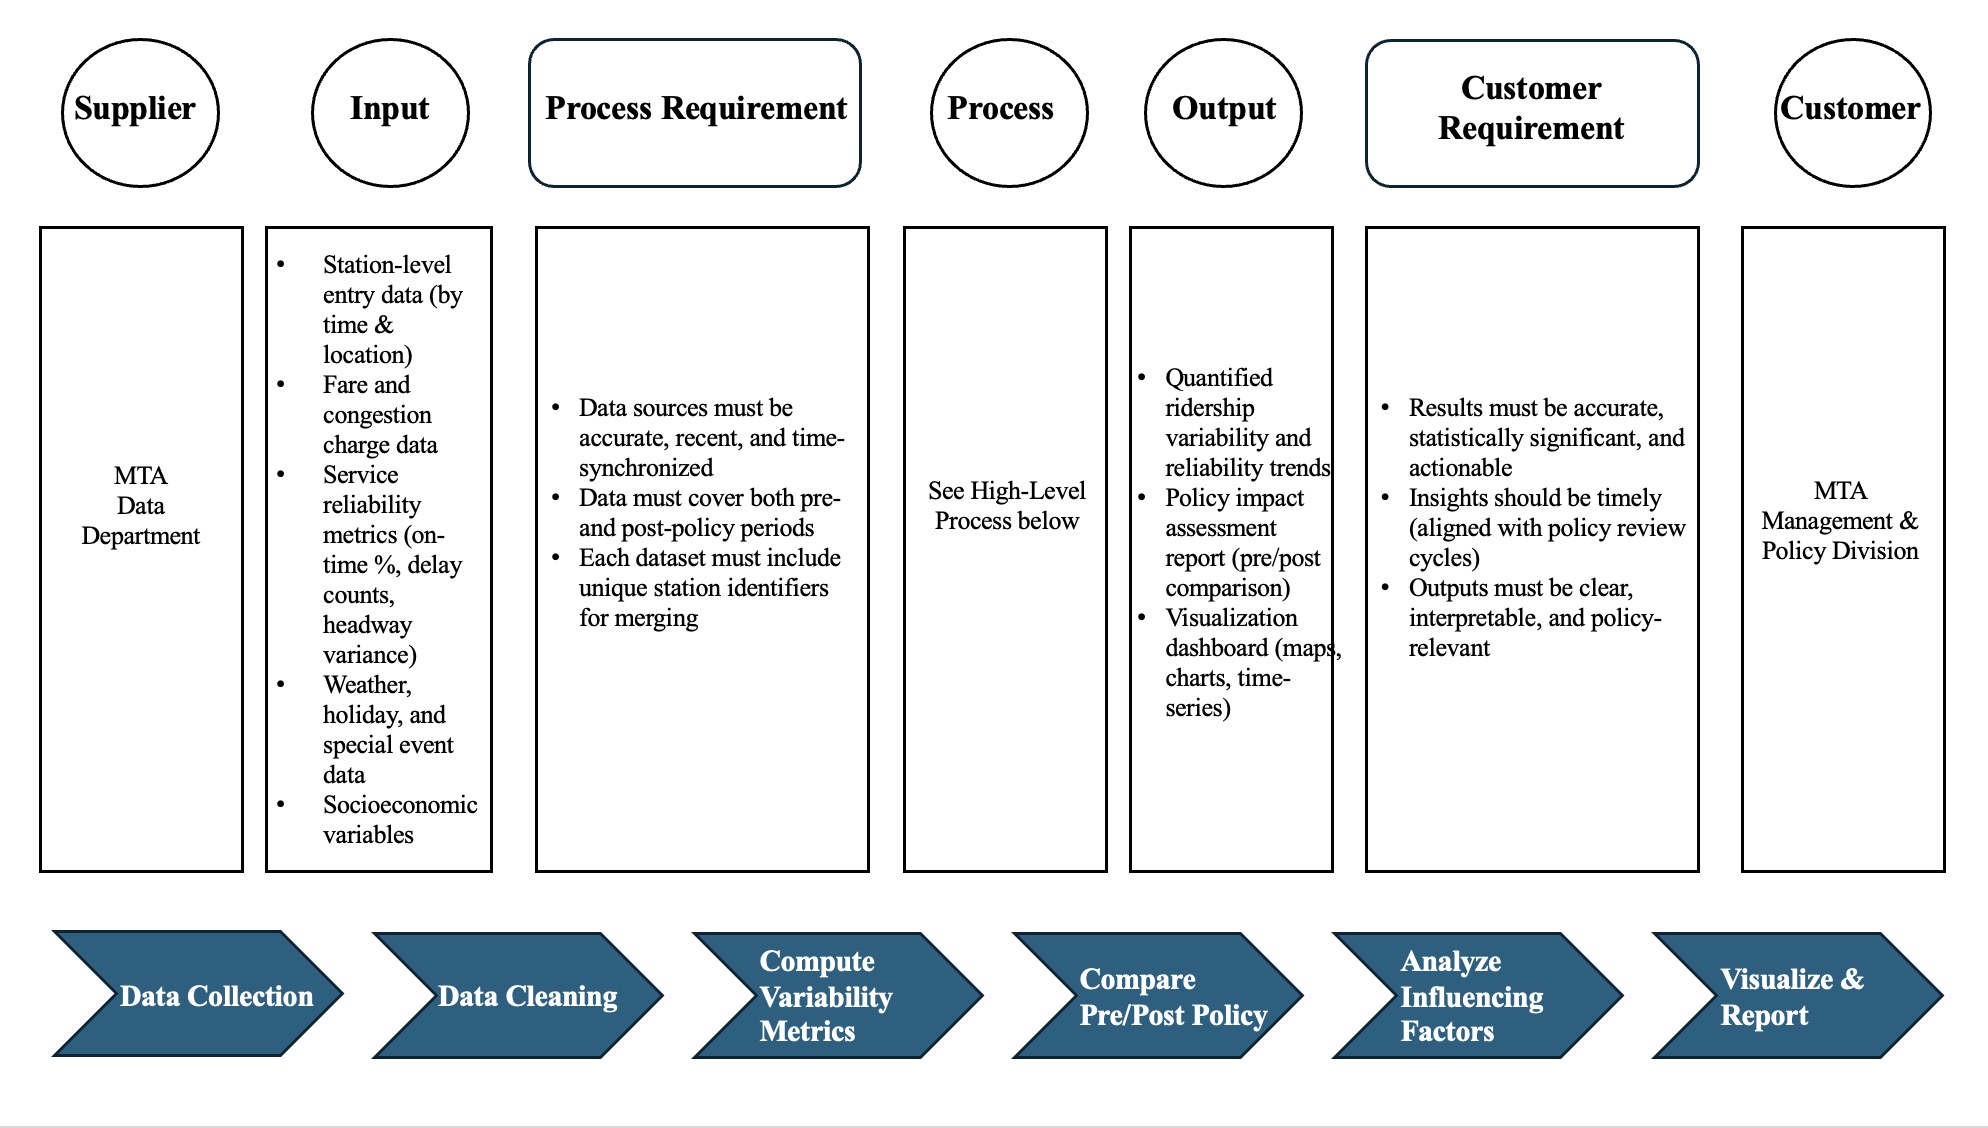 Supplier
Input
Process Requirement
Process
Output
Customer
Requirement
Customer
MTA
Data
Department
• Station-level
entry data (by
time &
location)
• Fare and
congestion
charge data
• Service
reliability
metrics (on-
time %, delay
counts,
headway
variance)
• Weather,
holiday, and
special event
data
• Socioeconomic
variables
• Data sources must be
accurate, recent, and time-
synchronized
• Data must cover both pre-
and post-policy periods
• Each dataset must include
unique station identifiers
for merging
See High-Level
Process below
• Quantified
ridership
variability and
reliability trends
• Policy impact
assessment
report (pre/post
comparison)
• Visualization
dashboard (maps,
charts, time-
series)
• Results must be accurate,
statistically significant, and
actionable
• Insights should be timely
(aligned with policy review
cycles)
• Outputs must be clear,
interpretable, and policy-
relevant
MTA
Management &
Policy Division
Data Collection
Data Cleaning
Compute
Variability
Metrics
Compare
Pre/Post Policy
Analyze
Influencing
Factors
Visualize &
Report